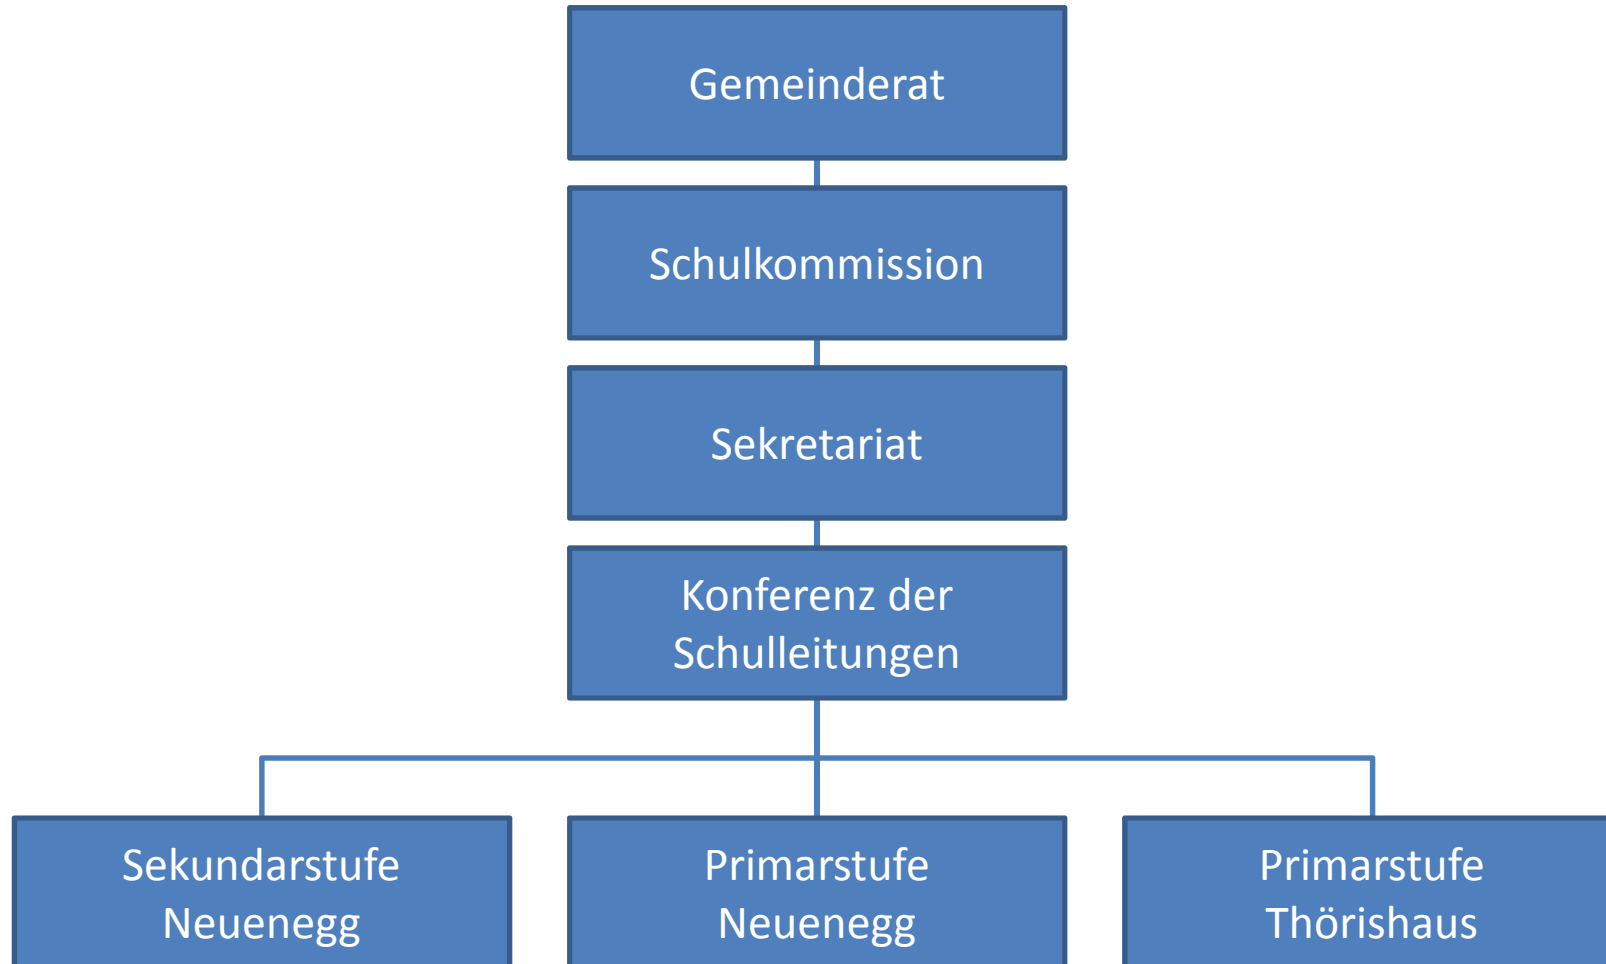 Gemeinderat
Schulkommission
Sekretariat
Konferenz der
Schulleitungen
Sekundarstufe
Neuenegg
Primarstufe
Neuenegg
Primarstufe
Thörishaus